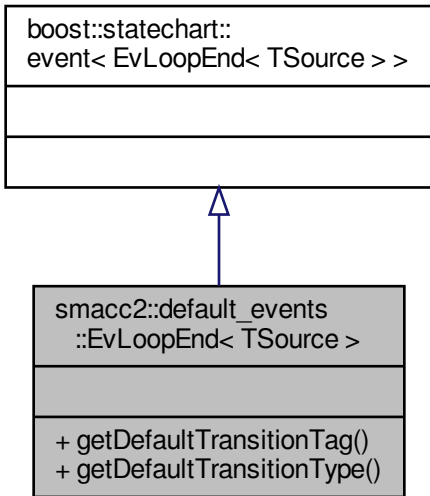 boost::statechart::
event< EvLoopEnd< TSource > >
smacc2::default_events
::EvLoopEnd< TSource >
+ getDefaultTransitionTag()
+ getDefaultTransitionType()